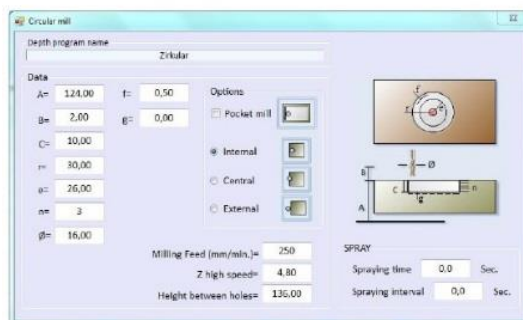 Circular mill
Depth program name
Zirkular
Data
A= 124,00 f= 0,50
B= 2,00 g= 0,00
C= 10,00
r= 30,00
e= 26,00
n= 3
Ø= 16,00
Options
Pocket mill
Internal
Central
External
Milling Feed (mm/min.)= 250
Z high speed= 4,80
Height between holes= 136,00
f
r
e
Ø
B
C
n
g
A
SPRAY
Spraying time 0,0 Sec.
Spraying interval 0,0 Sec.